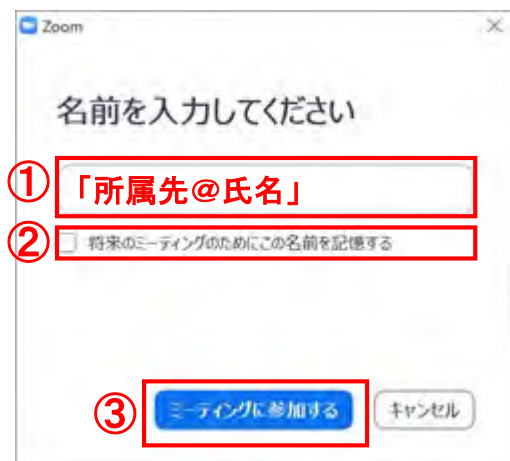 Zoom
名前を入力してください
① 「所属先@氏名」
② 将来のミーティングのためにこの名前を記憶する
③ ミーティングに参加する キャンセル